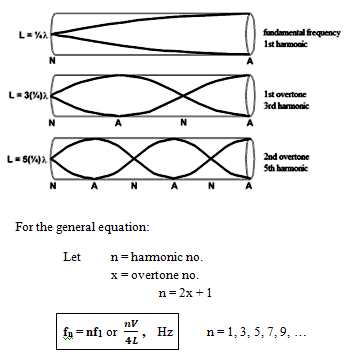 L = ¼λ
fundamental frequency
1st harmonic
N A
L = 3(¼)λ
1st overtone
3rd harmonic
N A N A
L = 5(¼)λ
2nd overtone
5th harmonic
N A N A N A
For the general equation:
Let n = harmonic no.
x = overtone no.
n = 2x + 1
fn = nf1 or nV/4L , Hz n = 1, 3, 5, 7, 9, …